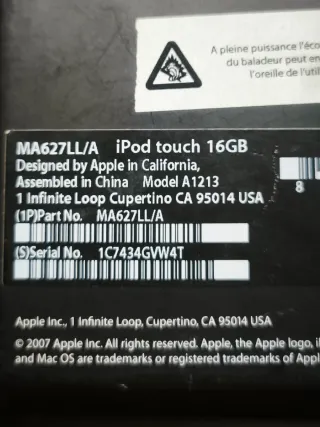 A pleine puissance l'éco
du baladeur peut en
l'oreille de l'util
MA627LL/A iPod touch 16GB
Designed by Apple in California,
Assembled in China Model A1213
1 Infinite Loop Cupertino CA 95014 USA
8
(1P)Part No. MA627LL/A
(S)Serial No. 1C7434GVW4T
Apple Inc., 1 Infinite Loop, Cupertino, CA 95014 USA
© 2007 Apple Inc. All rights reserved. Apple, the Apple logo, i
and Mac OS are trademarks or registered trademarks of Appl